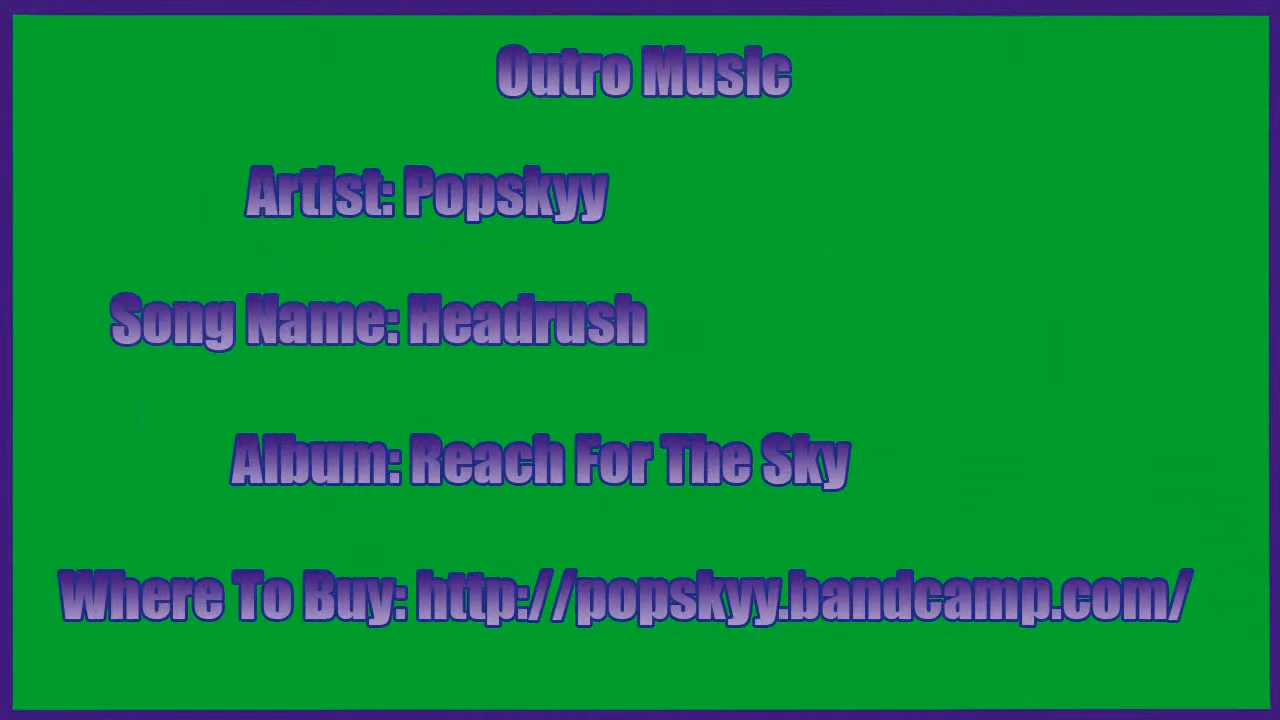 Outro Music
Artist: Popskyy
Song Name: Headrush
Album: Reach For The Sky
Where To Buy: http://popskyy.bandcamp.com/